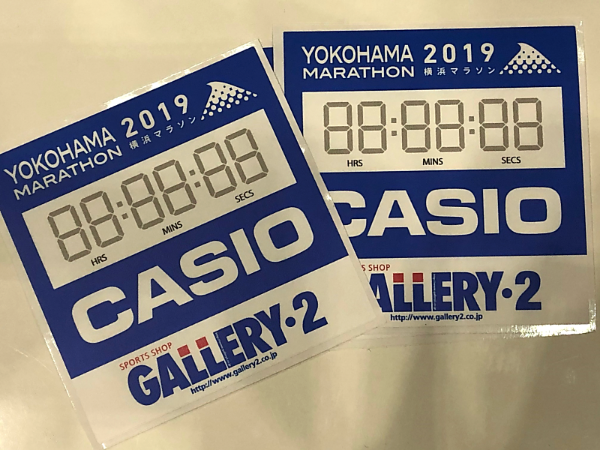 YOKOHAMA 2019
MARATHON 横浜マラソン
88:88:88
HRS MINS SECS
CASIO
SPORTS SHOP
GALLERY·2
http://www.gallery2.co.jp
YOKOHAMA 2019
MARATHON 横浜マラソン
88:88:88
HRS MINS SECS
CASIO
SPORTS SHOP
GALLERY·2
http://www.gallery2.co.jp